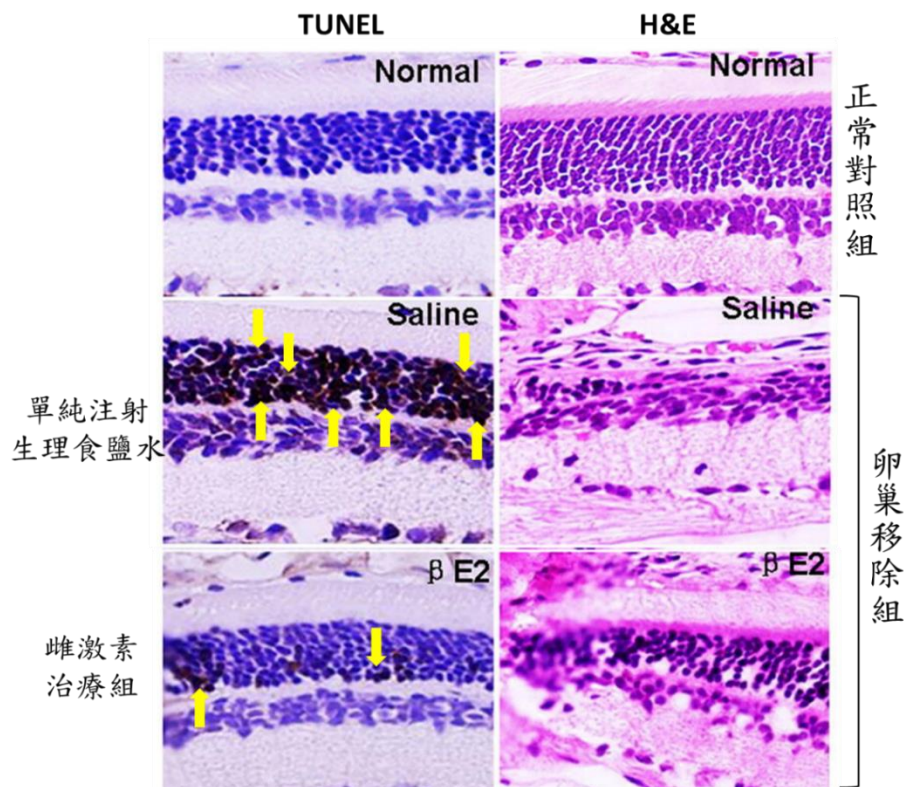 TUNEL
H&E
Normal
Normal
正常對照組
Saline
Saline
單純注射
生理食鹽水
β E2
β E2
雌激素
治療組
卵巢移除組